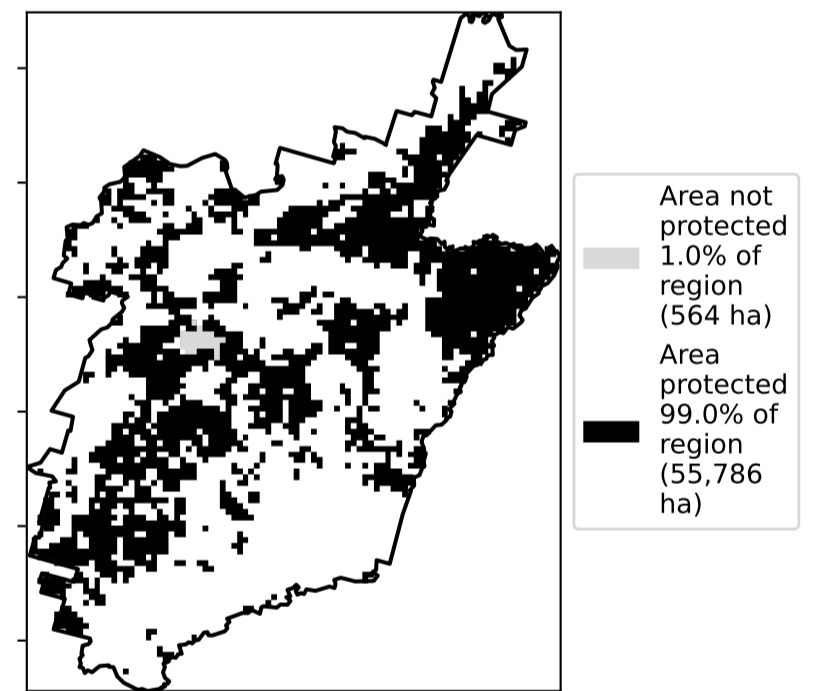 Area not
protected
1.0% of
region
(564 ha)
Area
protected
99.0% of
region
(55,786
ha)